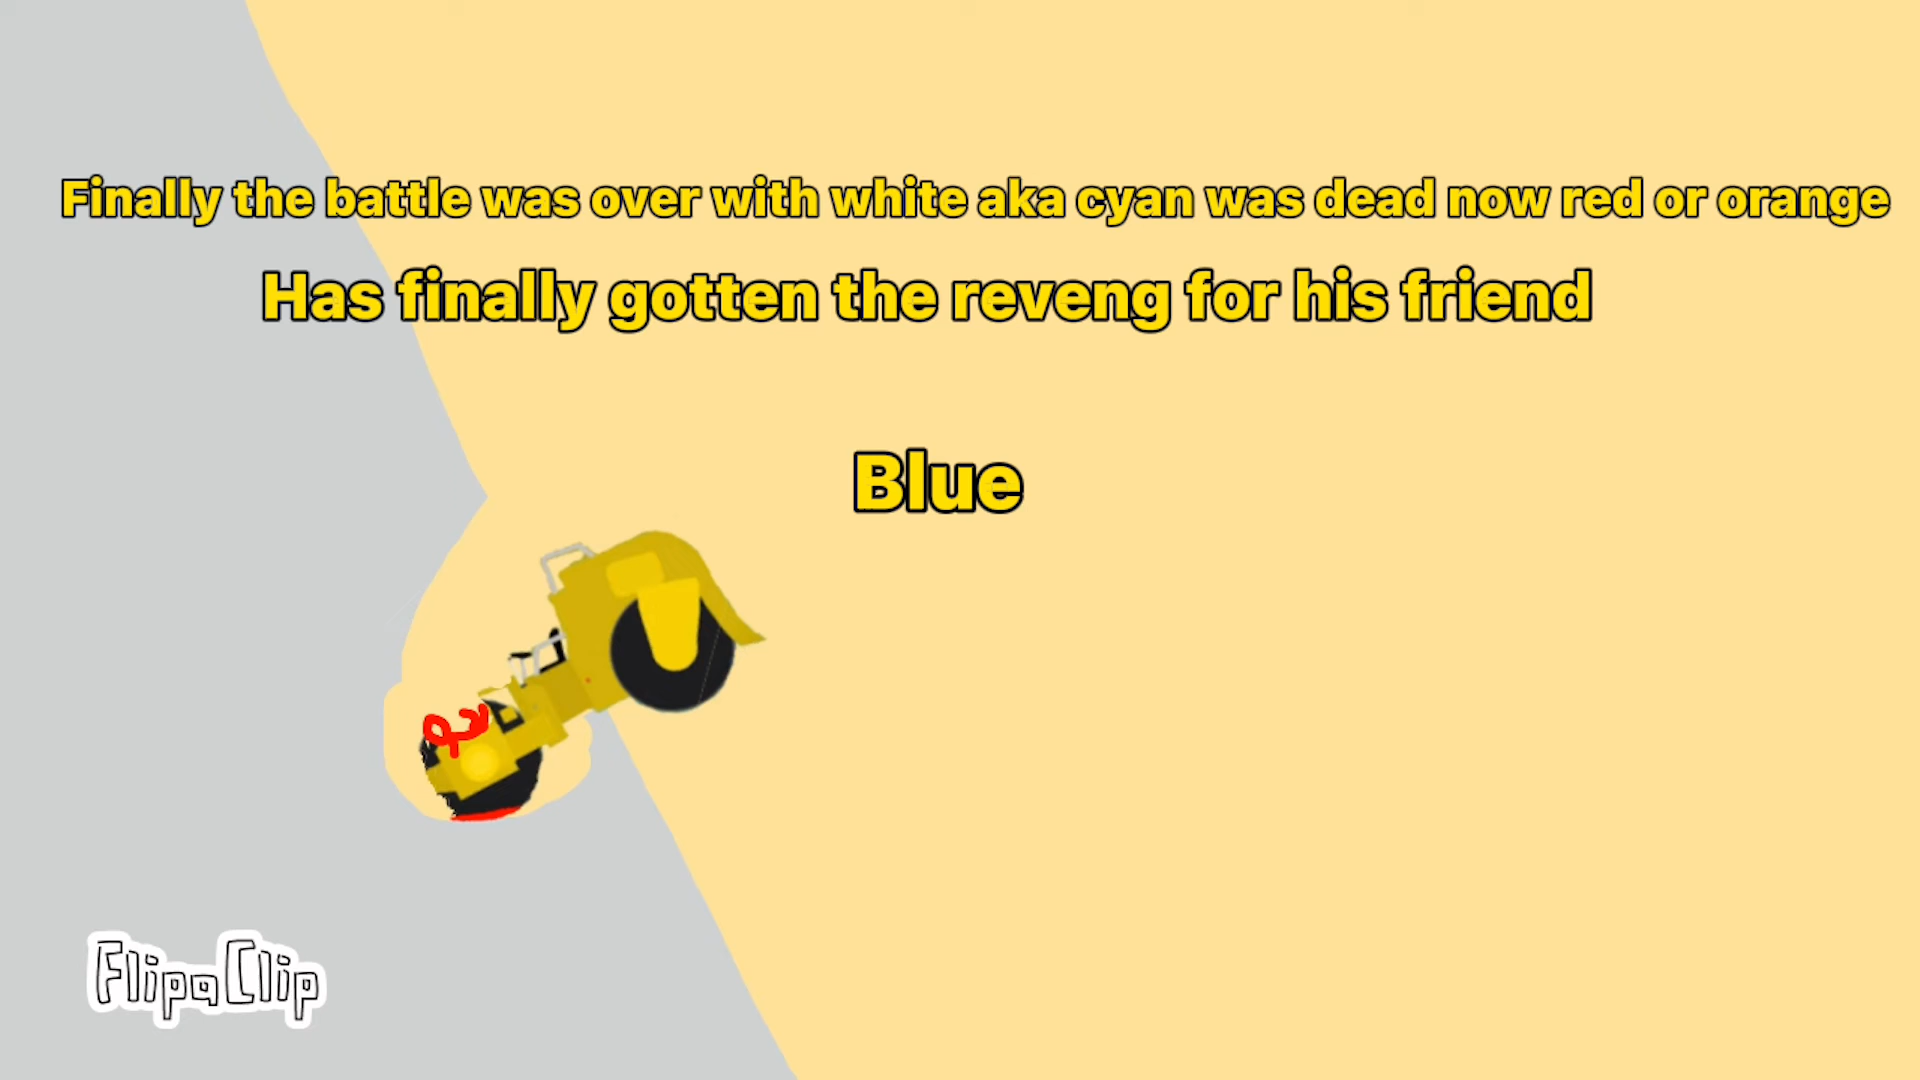 Finally the battle was over with white aka cyan was dead now red or orange
Has finally gotten the reveng for his friend
Blue
FlipaClip